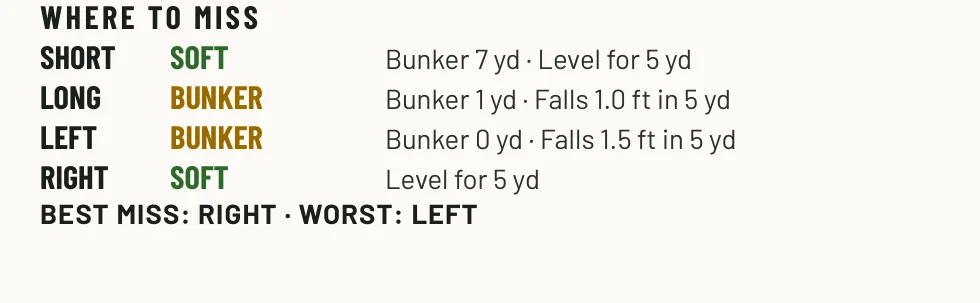 WHERE TO MISS
SHORT SOFT Bunker 7 yd · Level for 5 yd
LONG BUNKER Bunker 1 yd · Falls 1.0 ft in 5 yd
LEFT BUNKER Bunker 0 yd · Falls 1.5 ft in 5 yd
RIGHT SOFT Level for 5 yd
BEST MISS: RIGHT · WORST: LEFT